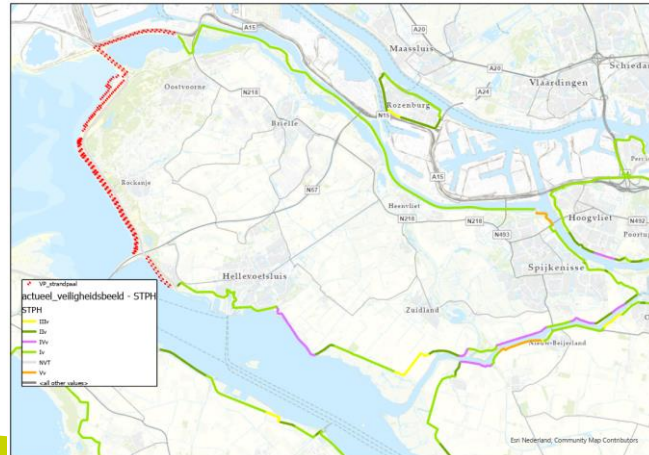 A15
A20
Maassluis
Schiedam
Vlaardingen
A20
Oostvoorne
N218
Rozenburg
A24
Brielle
N15
A15
Rockanje
N57
Heenvliet
Hoogvliet
N492
N218
N218
N493
Spijkenisse
Hellevoetsluis
VP_strandpaal
actueel_veiligheidsbeeld - STPH
STPH
IIIv
IIv
IVv
Iv
NVT
Vv
<all other values>
Zuidland
Nieuw-Beijerland
Esri Nederland, Community Map Contributors